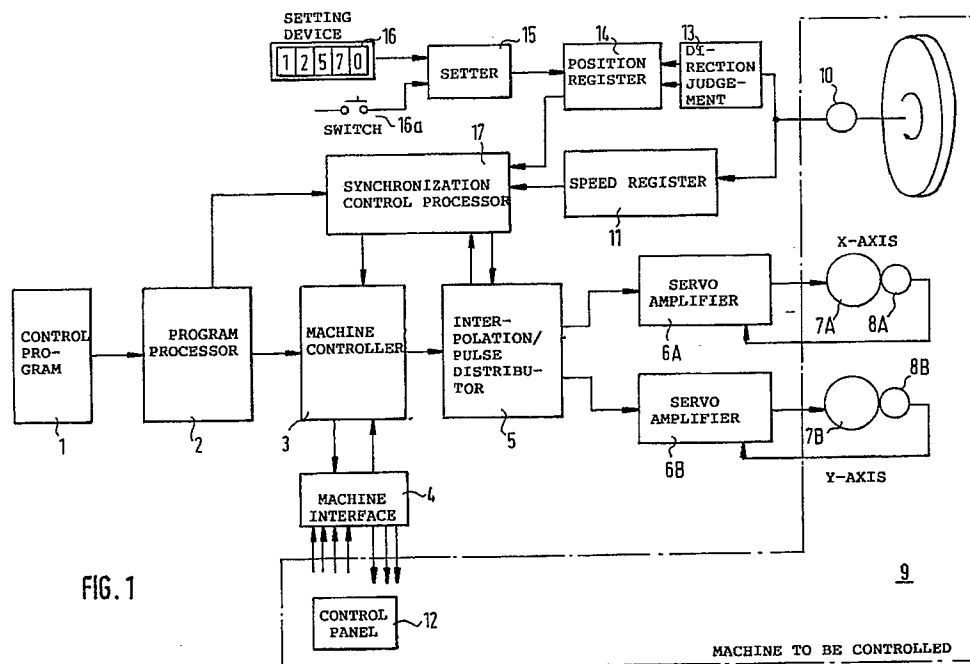 SETTING
DEVICE
16
1 2 5 7 0
15
SETTER
14
POSITION
REGISTER
13
DI-
RECTION
JUDGE-
MENT
10
SWITCH
16a
17
SYNCHRONIZATION
CONTROL PROCESSOR
SPEED REGISTER
11
X-AXIS
CONTROL
PRO-
GRAM
1
PROGRAM
PROCESSOR
2
MACHINE
CONTROLLER
3
INTER-
POLATION/
PULSE
DISTRIBU-
TOR
5
SERVO
AMPLIFIER
6A
7A
8A
SERVO
AMPLIFIER
6B
7B
8B
Y-AXIS
4
MACHINE
INTERFACE
FIG. 1
CONTROL
PANEL
12
9
MACHINE TO BE CONTROLLED